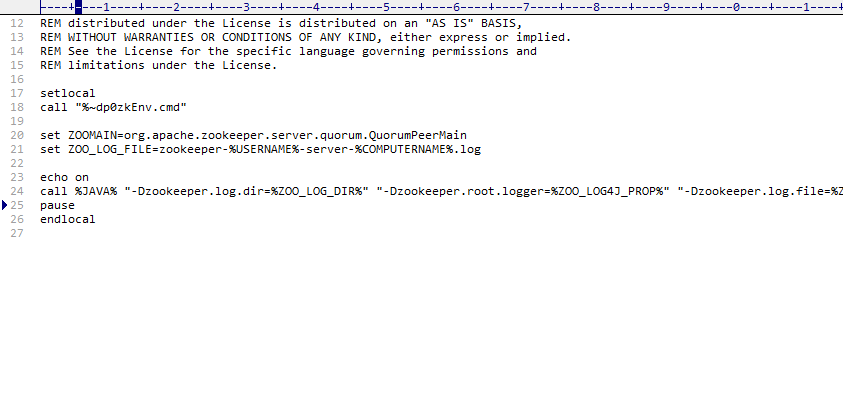 ----+----1----+----2----+----3----+----4----+----5----+----6----+----7----+----8----+----9----+----0----+----1----
12 REM distributed under the License is distributed on an "AS IS" BASIS,
13 REM WITHOUT WARRANTIES OR CONDITIONS OF ANY KIND, either express or implied.
14 REM See the License for the specific language governing permissions and
15 REM limitations under the License.
16
17 setlocal
18 call "%~dp0zkEnv.cmd"
19
20 set ZOOMAIN=org.apache.zookeeper.server.quorum.QuorumPeerMain
21 set ZOO_LOG_FILE=zookeeper-%USERNAME%-server-%COMPUTERNAME%.log
22
23 echo on
24 call %JAVA% "-Dzookeeper.log.dir=%ZOO_LOG_DIR%" "-Dzookeeper.root.logger=%ZOO_LOG4J_PROP%" "-Dzookeeper.log.file=%Z
25 pause
26 endlocal
27